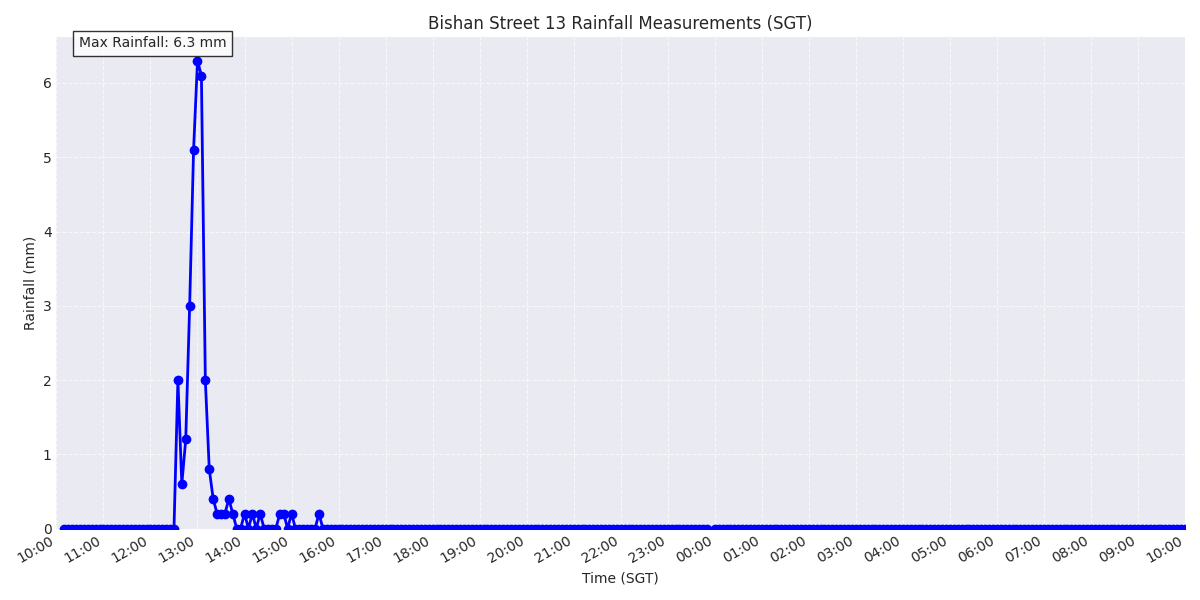 Bishan Street 13 Rainfall Measurements (SGT)
Max Rainfall: 6.3 mm
Rainfall (mm)
6
5
4
3
2
1
0
10:00 11:00 12:00 13:00 14:00 15:00 16:00 17:00 18:00 19:00 20:00 21:00 22:00 23:00 00:00 01:00 02:00 03:00 04:00 05:00 06:00 07:00 08:00 09:00 10:00
Time (SGT)